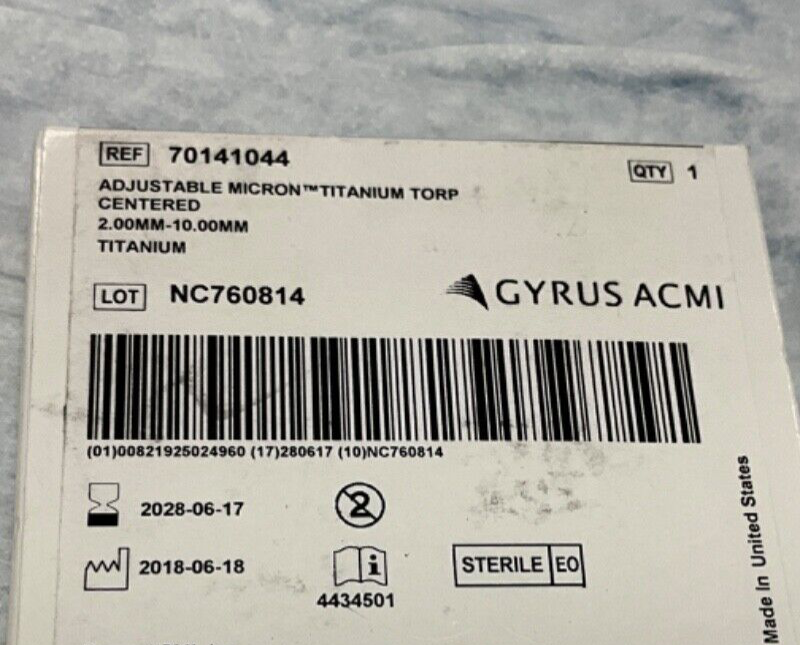 REF 70141044
QTY 1
ADJUSTABLE MICRON™TITANIUM TORP
CENTERED
2.00MM-10.00MM
TITANIUM
LOT NC760814
GYRUS ACMI
(01)00821925024960 (17)280617 (10)NC760814
2028-06-17
2
2018-06-18
i
4434501
STERILE EO
Made In United States